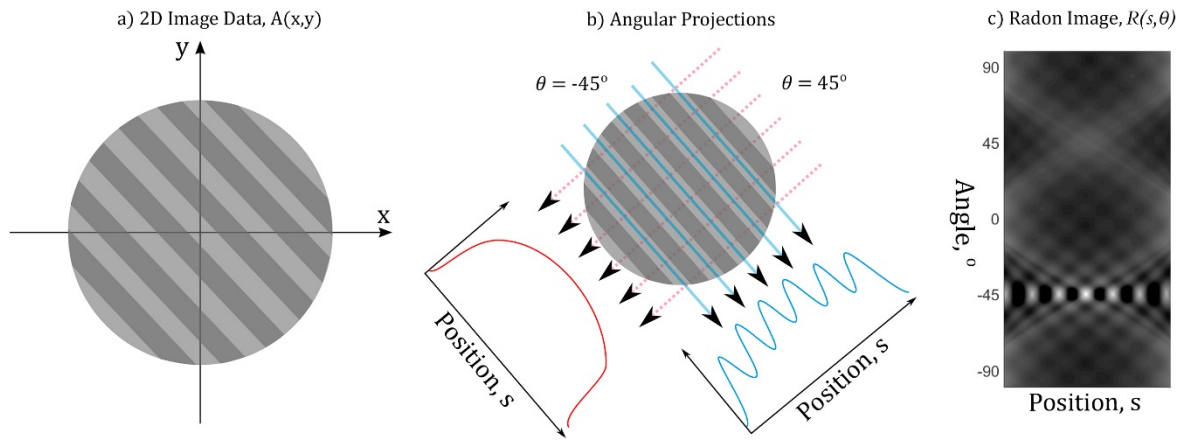 a) 2D Image Data, A(x,y)
y
x
b) Angular Projections
θ = -45°
θ = 45°
Position, s
Position, s
c) Radon Image, R(s,θ)
90
45
0
-45
-90
Angle, °
Position, s